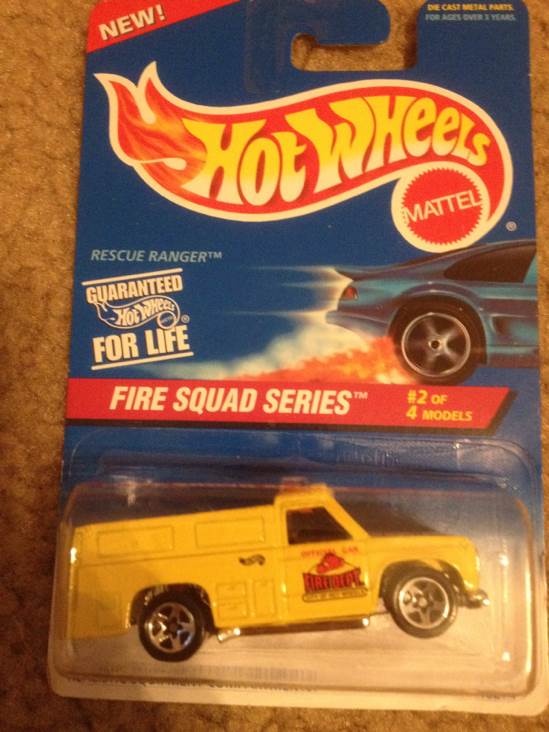 NEW!
DIE CAST METAL PARTS.
FOR AGES OVER 3 YEARS.
HOT WHEELS
MATTEL
®
RESCUE RANGER™
GUARANTEED
HOT WHEELS ®
FOR LIFE
FIRE SQUAD SERIES™
#2 OF
4 MODELS
OFFICIAL CAR
FIRE DEPT.